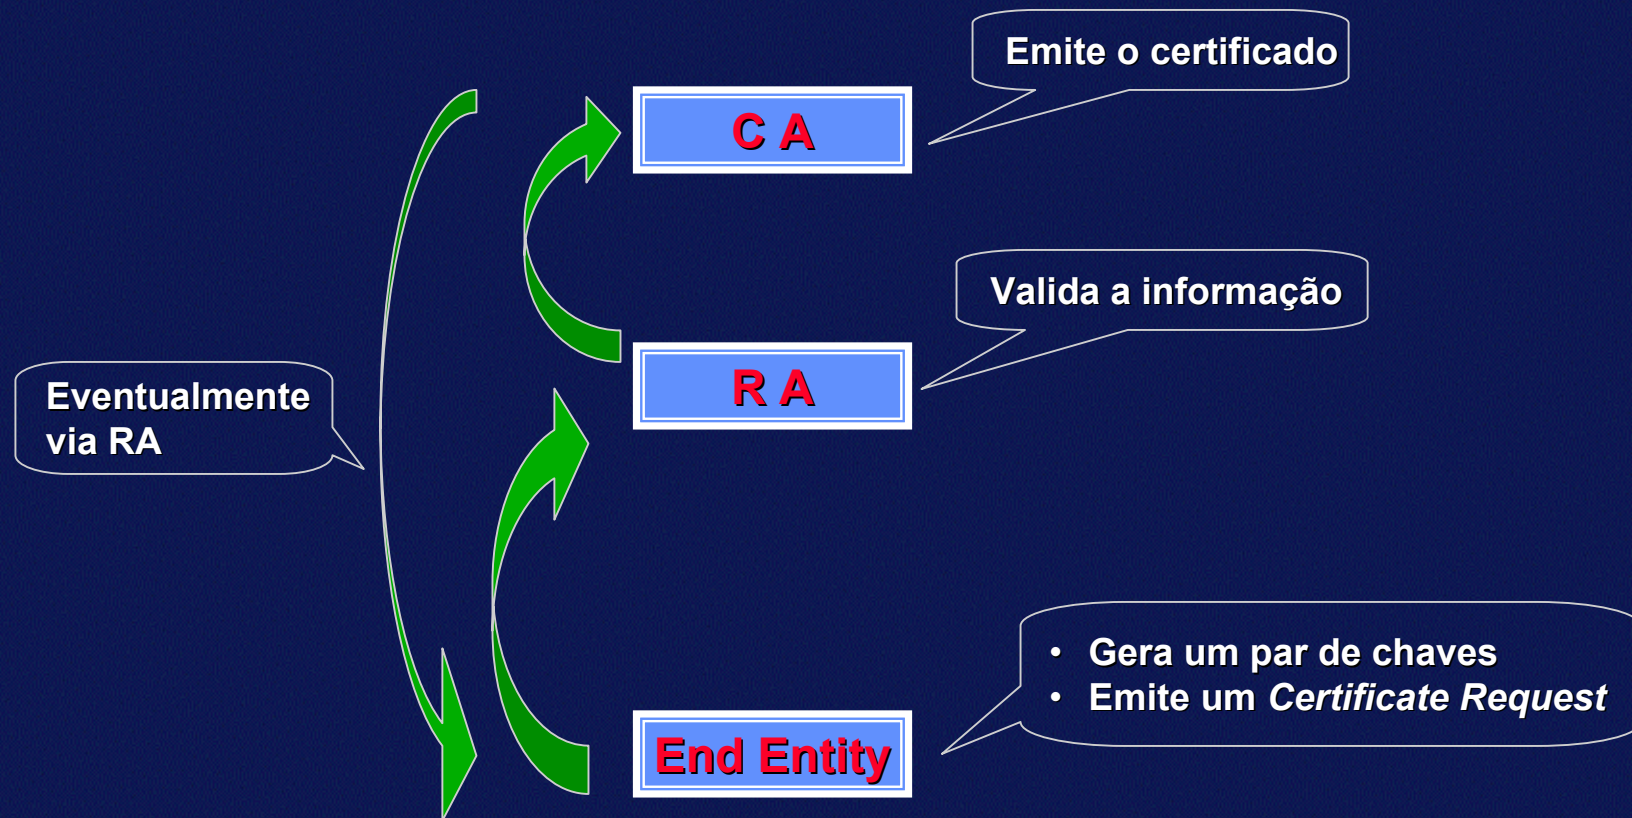 Emite o certificado
C A
Valida a informação
R A
Eventualmente
via RA
• Gera um par de chaves
• Emite um Certificate Request
End Entity